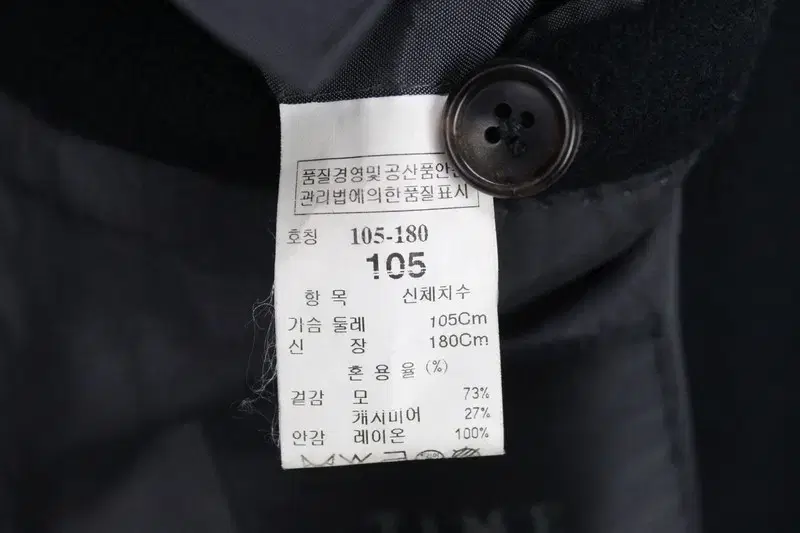 품질경영및공산품안전
관리법에의한품질표시
호칭 105-180
105
항 목 신체치수
가슴 둘레 105Cm
신 장 180Cm
혼 용 율 (%)
겉감 모 73%
캐시미어 27%
안감 레이온 100%